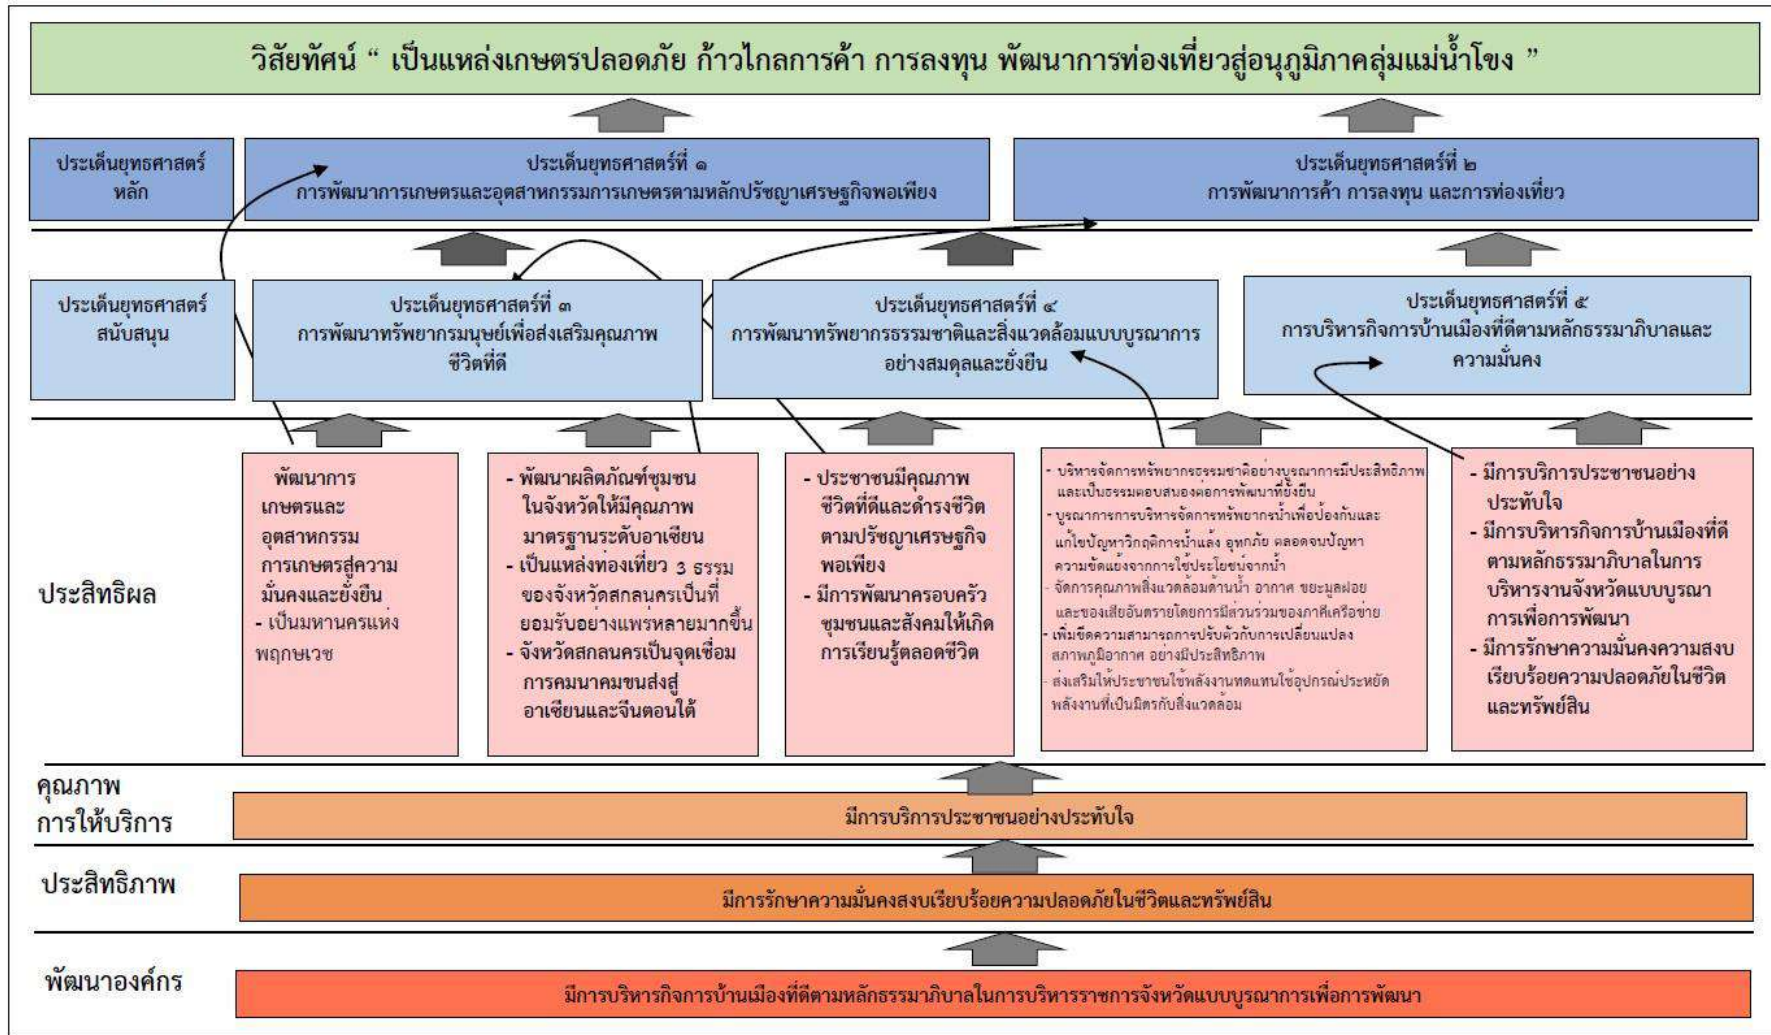 วิสัยทัศน์ “ เป็นแหล่งเกษตรปลอดภัย ก้าวไกลการค้า การลงทุน พัฒนาการท่องเที่ยวสู่อนุภูมิภาคลุ่มแม่น้ำโขง ”
ประเด็นยุทธศาสตร์
หลัก
ประเด็นยุทธศาสตร์ที่ ๑
การพัฒนาการเกษตรและอุตสาหกรรมการเกษตรตามหลักปรัชญาเศรษฐกิจพอเพียง
ประเด็นยุทธศาสตร์ที่ ๒
การพัฒนาการค้า การลงทุน และการท่องเที่ยว
ประเด็นยุทธศาสตร์
สนับสนุน
ประเด็นยุทธศาสตร์ที่ ๓
การพัฒนาทรัพยากรมนุษย์เพื่อส่งเสริมคุณภาพ
ชีวิตที่ดี
ประเด็นยุทธศาสตร์ที่ ๔
การพัฒนาทรัพยากรธรรมชาติและสิ่งแวดล้อมแบบบูรณาการ
อย่างสมดุลและยั่งยืน
ประเด็นยุทธศาสตร์ที่ ๕
การบริหารกิจการบ้านเมืองที่ดีตามหลักธรรมาภิบาลและ
ความมั่นคง
ประสิทธิผล
พัฒนาการ
เกษตรและ
อุตสาหกรรม
การเกษตรสู่ความ
มั่นคงและยั่งยืน
- เป็นมหานครแห่ง
พฤกษเวช
- พัฒนาผลิตภัณฑ์ชุมชน
ในจังหวัดให้มีคุณภาพ
มาตรฐานระดับอาเซียน
- เป็นแหล่งท่องเที่ยว 3 ธรรม
ของจังหวัดสกลนครเป็นที่
ยอมรับอย่างแพร่หลายมากขึ้น
- จังหวัดสกลนครเป็นจุดเชื่อม
การคมนาคมขนส่งสู่
อาเซียนและจีนตอนใต้
- ประชาชนมีคุณภาพ
ชีวิตที่ดีและดำรงชีวิต
ตามปรัชญาเศรษฐกิจ
พอเพียง
- มีการพัฒนาครอบครัว
ชุมชนและสังคมให้เกิด
การเรียนรู้ตลอดชีวิต
- บริหารจัดการทรัพยากรธรรมชาติอย่างบูรณาการมีประสิทธิภาพ
และเป็นธรรมตอบสนองต่อการพัฒนาที่ยั่งยืน
- บูรณาการการบริหารจัดการทรัพยากรน้ำเพื่อป้องกันและ
แก้ไขปัญหาวิกฤติการน้ำแล้ง อุทกภัย ตลอดจนปัญหา
ความขัดแย้งจากการใช้ประโยชน์จากน้ำ
- จัดการคุณภาพสิ่งแวดล้อมด้านน้ำ อากาศ ขยะมูลฝอย
และของเสียอันตรายโดยการมีส่วนร่วมของภาคีเครือข่าย
- เพิ่มขีดความสามารถการปรับตัวกับการเปลี่ยนแปลง
สภาพภูมิอากาศ อย่างมีประสิทธิภาพ
- ส่งเสริมให้ประชาชนใช้พลังงานทดแทนใช้อุปกรณ์ประหยัด
พลังงานที่เป็นมิตรกับสิ่งแวดล้อม
- มีการบริการประชาชนอย่าง
ประทับใจ
- มีการบริหารกิจการบ้านเมืองที่ดี
ตามหลักธรรมาภิบาลในการ
บริหารงานจังหวัดแบบบูรณา
การเพื่อการพัฒนา
- มีการรักษาความมั่นคงความสงบ
เรียบร้อยความปลอดภัยในชีวิต
และทรัพย์สิน
คุณภาพ
การให้บริการ
มีการบริการประชาชนอย่างประทับใจ
ประสิทธิภาพ
มีการรักษาความมั่นคงสงบเรียบร้อยความปลอดภัยในชีวิตและทรัพย์สิน
พัฒนาองค์กร
มีการบริหารกิจการบ้านเมืองที่ดีตามหลักธรรมาภิบาลในการบริหารราชการจังหวัดแบบบูรณาการเพื่อการพัฒนา